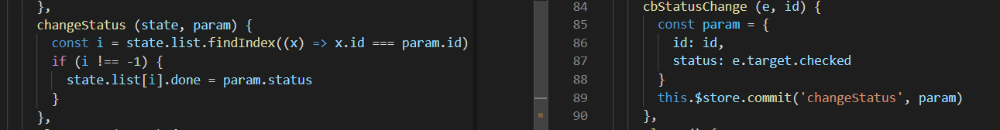 },
changeStatus (state, param) {
const i = state.list.findIndex((x) => x.id === param.id)
if (i !== -1) {
state.list[i].done = param.status
}
},
84 cbStatusChange (e, id) {
85 const param = {
86 id: id,
87 status: e.target.checked
88 }
89 this.$store.commit('changeStatus', param)
90 },